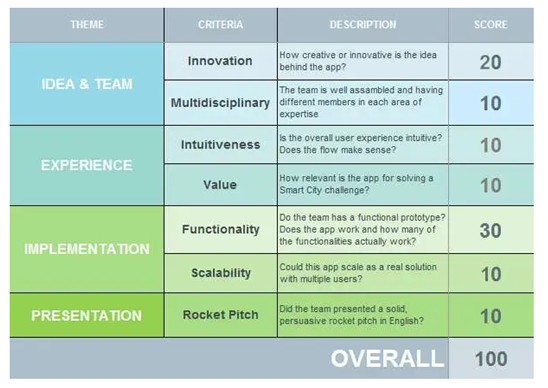 THEME CRITERIA DESCRIPTION SCORE
IDEA & TEAM
Innovation
How creative or innovative is the idea
behind the app?
20
Multidisciplinary
The team is well assambled and having
different members in each area of
expertise
10
EXPERIENCE
Intuitiveness
Is the overall user experience intuitive?
Does the flow make sense?
10
Value
How relevant is the app for solving a
Smart City challenge?
10
IMPLEMENTATION
Functionality
Do the team has a functional prototype?
Does the app work and how many of
the functionalities actually work?
30
Scalability
Could this app scale as a real solution
with multiple users?
10
PRESENTATION
Rocket Pitch
Did the team presented a solid,
persuasive rocket pitch in English?
10
OVERALL 100